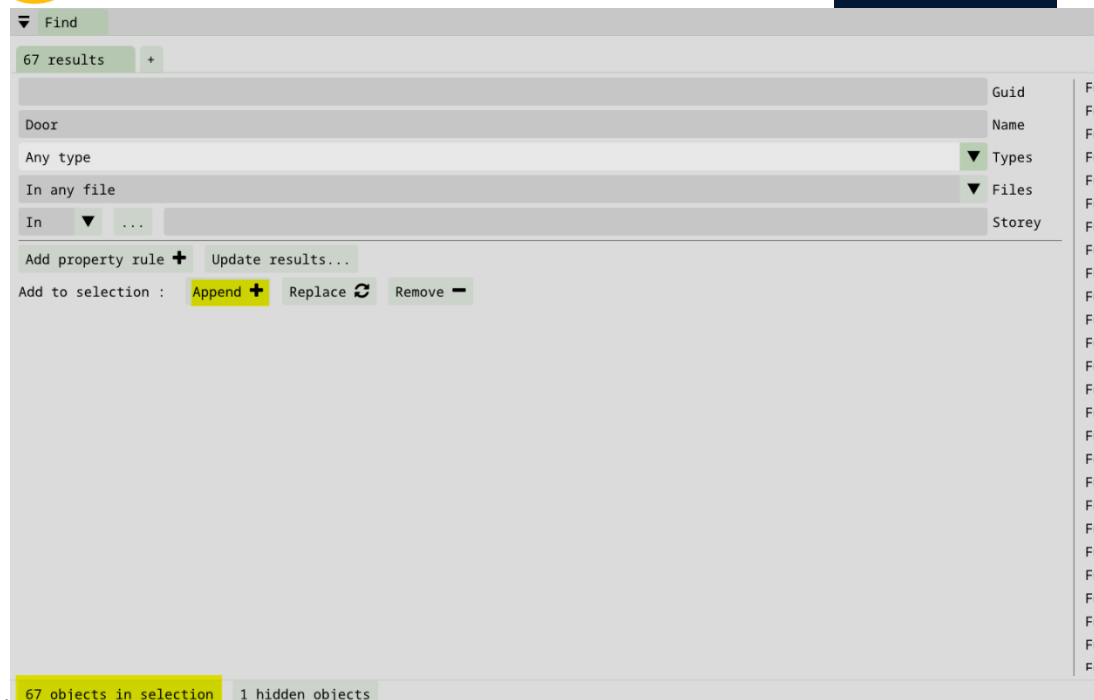 Find
67 results +
Guid
Door Name
Any type Types
In any file Files
In ... Storey
Add property rule + Update results...
Add to selection : Append + Replace Remove −
67 objects in selection 1 hidden objects